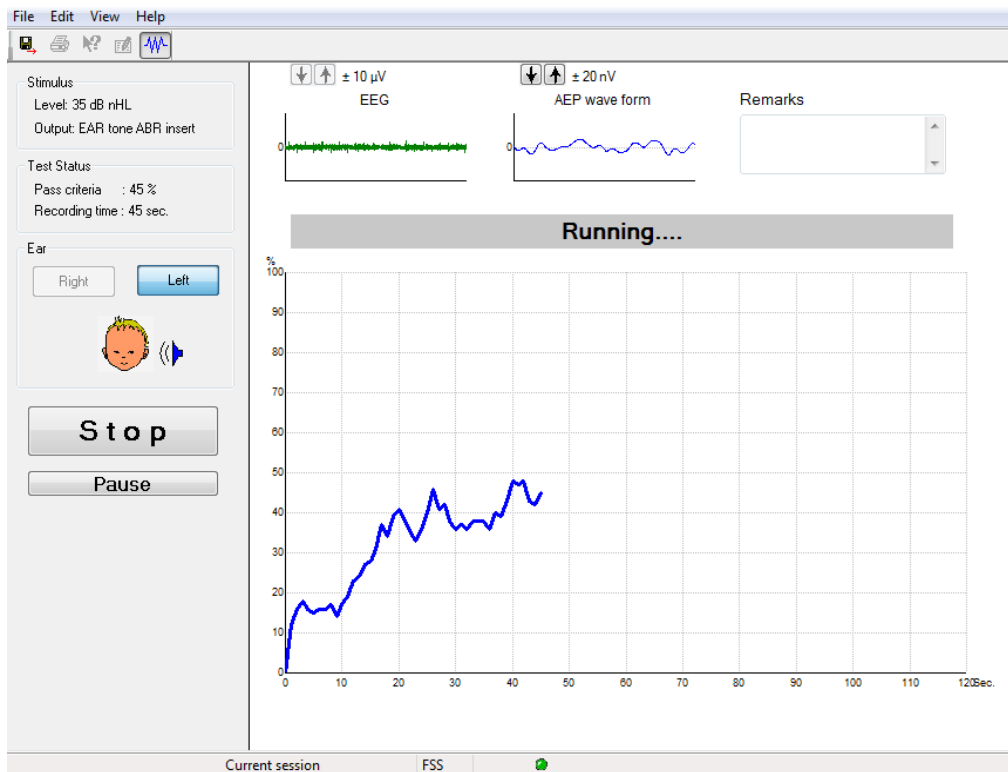 File Edit View Help
Stimulus
Level: 35 dB nHL
Output: EAR tone ABR insert
Test Status
Pass criteria : 45 %
Recording time : 45 sec.
Ear
Right Left
Stop
Pause
± 10 µV
EEG
0
± 20 nV
AEP wave form
0
Remarks
Running....
%
100
90
80
70
60
50
40
30
20
10
0
0 10 20 30 40 50 60 70 80 90 100 110 120 Sec.
Current session FSS